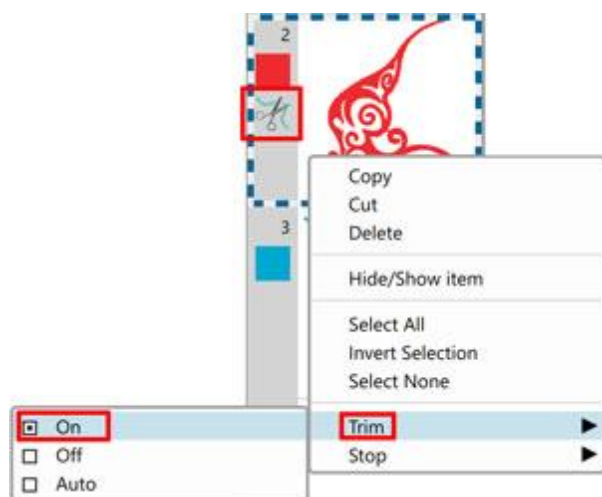 2
3
Copy
Cut
Delete
Hide/Show item
Select All
Invert Selection
Select None
Trim
Stop
On
Off
Auto